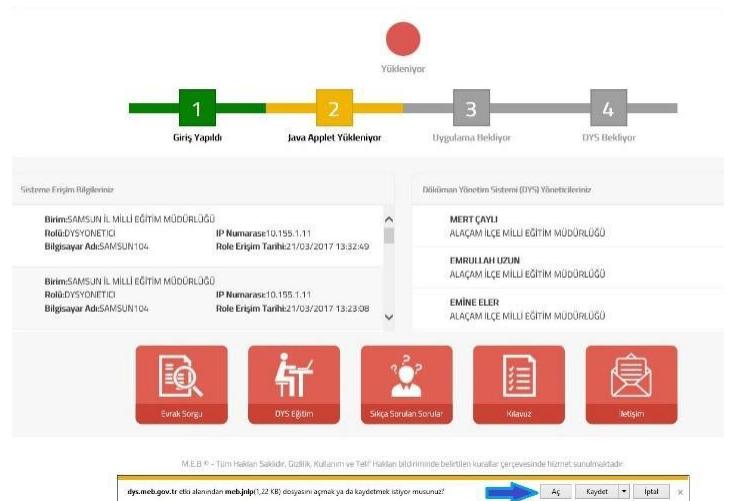 Yükleniyor
1
2
3
4
Giriş Yapıldı
Java Applet Yükleniyor
Uygulama Bekliyor
DYS Bekliyor
Sisteme Erişim Bilgileriniz
Birim:SAMSUN İL MİLLİ EĞİTİM MÜDÜRLÜĞÜ
Rolü:DYSYONETICI IP Numarası:10.155.1.11
Bilgisayar Adı:SAMSUN104 Role Erişim Tarihi:21/03/2017 13:32:49
Birim:SAMSUN İL MİLLİ EĞİTİM MÜDÜRLÜĞÜ
Rolü:DYSYONETICI IP Numarası:10.155.1.11
Bilgisayar Adı:SAMSUN104 Role Erişim Tarihi:21/03/2017 13:23:08
Döküman Yönetim Sistemi (DYS) Yöneticileriniz
MERT ÇAYLI
ALAÇAM İLÇE MİLLİ EĞİTİM MÜDÜRLÜĞÜ
EMRULLAH UZUN
ALAÇAM İLÇE MİLLİ EĞİTİM MÜDÜRLÜĞÜ
EMİNE ELER
ALAÇAM İLÇE MİLLİ EĞİTİM MÜDÜRLÜĞÜ
Evrak Sorgu
DYS Eğitim
Sıkça Sorulan Sorular
Kılavuz
İletişim
M.E.B © - Tüm Hakları Saklıdır. Gizlilik, Kullanım ve Telif Hakları bildiriminde belirtilen kurallar çerçevesinde hizmet sunulmaktadır.
dys.meb.gov.tr etki alanından meb.jnlp(1,22 KB) dosyasını açmak ya da kaydetmek istiyor musunuz? Aç Kaydet İptal